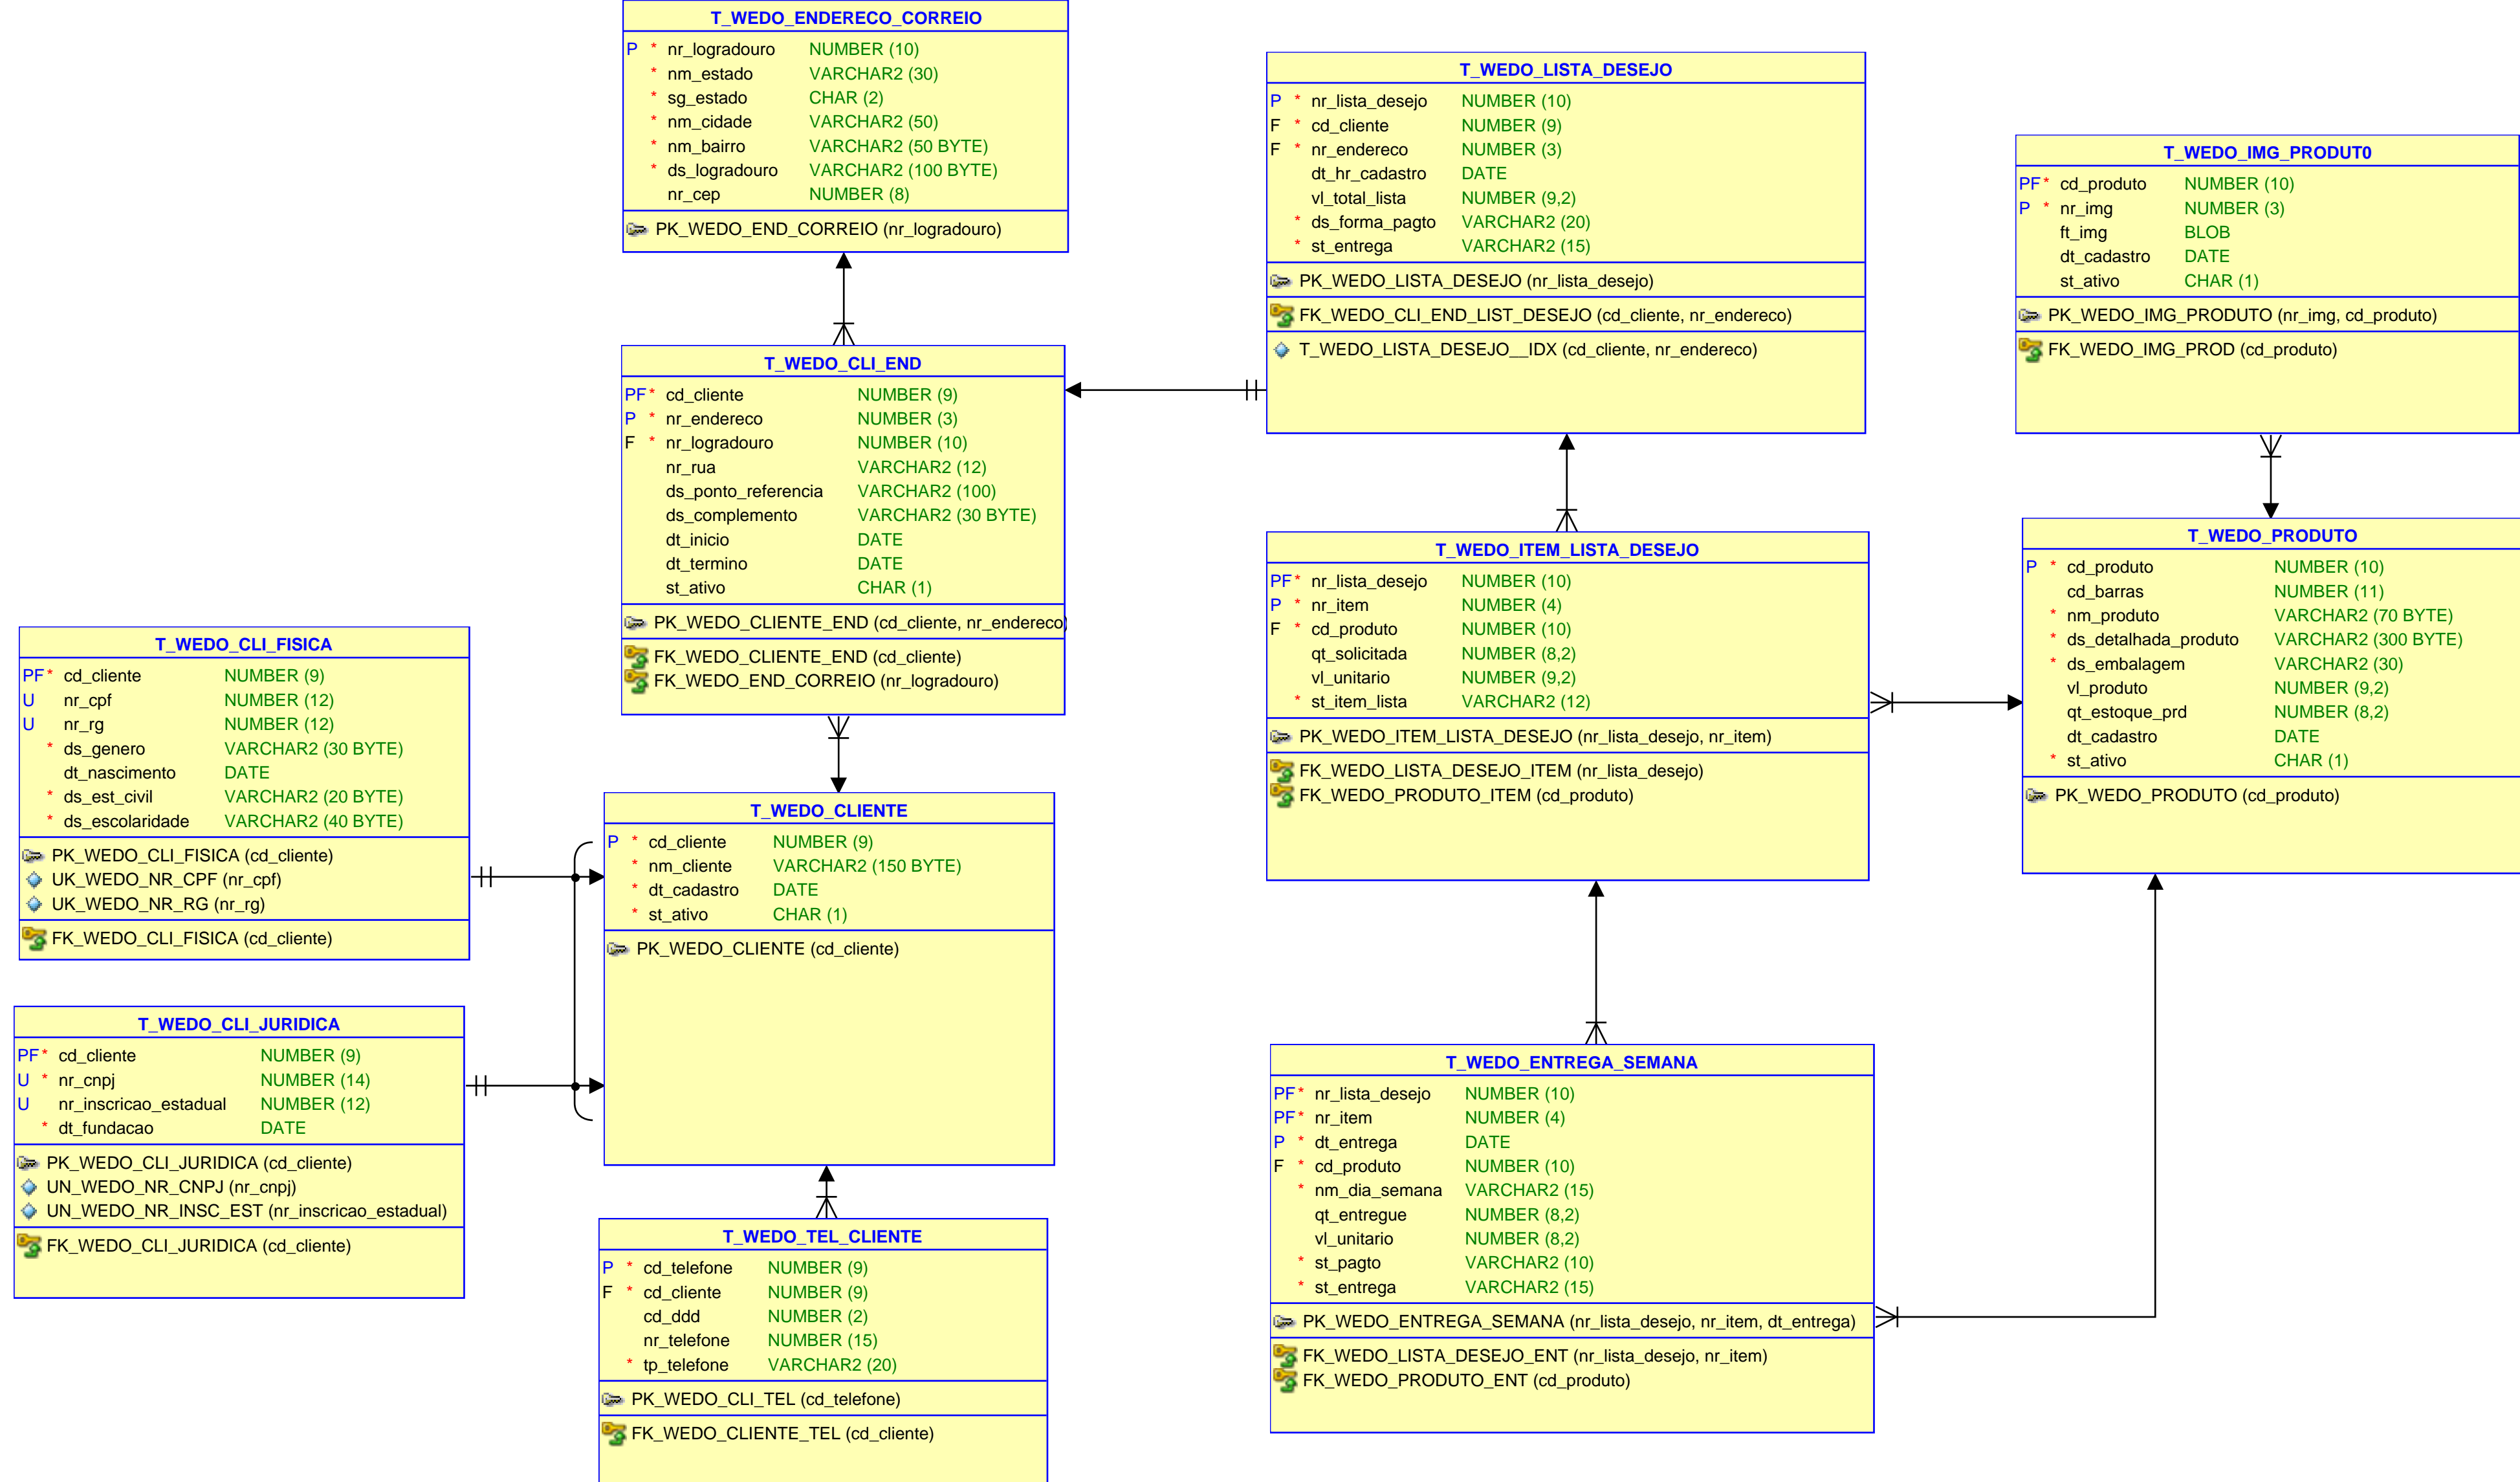 T_WEDO_ENDERECO_CORREIO
P * nr_logradouro NUMBER (10)
* nm_estado VARCHAR2 (30)
* sg_estado CHAR (2)
* nm_cidade VARCHAR2 (50)
* nm_bairro VARCHAR2 (50 BYTE)
* ds_logradouro VARCHAR2 (100 BYTE)
nr_cep NUMBER (8)
PK_WEDO_END_CORREIO (nr_logradouro)
T_WEDO_LISTA_DESEJO
P * nr_lista_desejo NUMBER (10)
F * cd_cliente NUMBER (9)
F * nr_endereco NUMBER (3)
dt_hr_cadastro DATE
vl_total_lista NUMBER (9,2)
* ds_forma_pagto VARCHAR2 (20)
* st_entrega VARCHAR2 (15)
PK_WEDO_LISTA_DESEJO (nr_lista_desejo)
FK_WEDO_CLI_END_LIST_DESEJO (cd_cliente, nr_endereco)
T_WEDO_LISTA_DESEJO__IDX (cd_cliente, nr_endereco)
T_WEDO_IMG_PRODUT0
PF * cd_produto NUMBER (10)
P * nr_img NUMBER (3)
ft_img BLOB
dt_cadastro DATE
st_ativo CHAR (1)
PK_WEDO_IMG_PRODUTO (nr_img, cd_produto)
FK_WEDO_IMG_PROD (cd_produto)
T_WEDO_CLI_END
PF * cd_cliente NUMBER (9)
P * nr_endereco NUMBER (3)
F * nr_logradouro NUMBER (10)
nr_rua VARCHAR2 (12)
ds_ponto_referencia VARCHAR2 (100)
ds_complemento VARCHAR2 (30 BYTE)
dt_inicio DATE
dt_termino DATE
st_ativo CHAR (1)
PK_WEDO_CLIENTE_END (cd_cliente, nr_endereco)
FK_WEDO_CLIENTE_END (cd_cliente)
FK_WEDO_END_CORREIO (nr_logradouro)
T_WEDO_ITEM_LISTA_DESEJO
PF * nr_lista_desejo NUMBER (10)
P * nr_item NUMBER (4)
F * cd_produto NUMBER (10)
qt_solicitada NUMBER (8,2)
vl_unitario NUMBER (9,2)
* st_item_lista VARCHAR2 (12)
PK_WEDO_ITEM_LISTA_DESEJO (nr_lista_desejo, nr_item)
FK_WEDO_LISTA_DESEJO_ITEM (nr_lista_desejo)
FK_WEDO_PRODUTO_ITEM (cd_produto)
T_WEDO_PRODUTO
P * cd_produto NUMBER (10)
cd_barras NUMBER (11)
* nm_produto VARCHAR2 (70 BYTE)
* ds_detalhada_produto VARCHAR2 (300 BYTE)
* ds_embalagem VARCHAR2 (30)
vl_produto NUMBER (9,2)
qt_estoque_prd NUMBER (8,2)
dt_cadastro DATE
* st_ativo CHAR (1)
PK_WEDO_PRODUTO (cd_produto)
T_WEDO_CLI_FISICA
PF * cd_cliente NUMBER (9)
U nr_cpf NUMBER (12)
U nr_rg NUMBER (12)
* ds_genero VARCHAR2 (30 BYTE)
dt_nascimento DATE
* ds_est_civil VARCHAR2 (20 BYTE)
* ds_escolaridade VARCHAR2 (40 BYTE)
PK_WEDO_CLI_FISICA (cd_cliente)
UK_WEDO_NR_CPF (nr_cpf)
UK_WEDO_NR_RG (nr_rg)
FK_WEDO_CLI_FISICA (cd_cliente)
T_WEDO_CLIENTE
P * cd_cliente NUMBER (9)
* nm_cliente VARCHAR2 (150 BYTE)
* dt_cadastro DATE
* st_ativo CHAR (1)
PK_WEDO_CLIENTE (cd_cliente)
T_WEDO_CLI_JURIDICA
PF * cd_cliente NUMBER (9)
U * nr_cnpj NUMBER (14)
U nr_inscricao_estadual NUMBER (12)
* dt_fundacao DATE
PK_WEDO_CLI_JURIDICA (cd_cliente)
UN_WEDO_NR_CNPJ (nr_cnpj)
UN_WEDO_NR_INSC_EST (nr_inscricao_estadual)
FK_WEDO_CLI_JURIDICA (cd_cliente)
T_WEDO_TEL_CLIENTE
P * cd_telefone NUMBER (9)
F * cd_cliente NUMBER (9)
cd_ddd NUMBER (2)
nr_telefone NUMBER (15)
* tp_telefone VARCHAR2 (20)
PK_WEDO_CLI_TEL (cd_telefone)
FK_WEDO_CLIENTE_TEL (cd_cliente)
T_WEDO_ENTREGA_SEMANA
PF * nr_lista_desejo NUMBER (10)
PF * nr_item NUMBER (4)
P * dt_entrega DATE
F * cd_produto NUMBER (10)
* nm_dia_semana VARCHAR2 (15)
qt_entregue NUMBER (8,2)
vl_unitario NUMBER (8,2)
* st_pagto VARCHAR2 (10)
* st_entrega VARCHAR2 (15)
PK_WEDO_ENTREGA_SEMANA (nr_lista_desejo, nr_item, dt_entrega)
FK_WEDO_LISTA_DESEJO_ENT (nr_lista_desejo, nr_item)
FK_WEDO_PRODUTO_ENT (cd_produto)